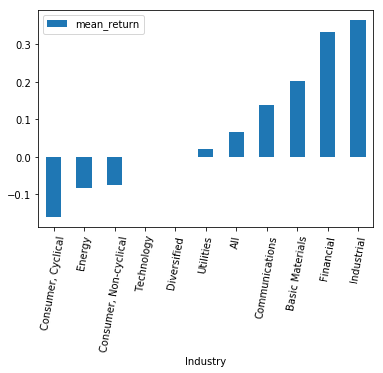 mean_return
0.3
0.2
0.1
0.0
−0.1
Consumer, Cyclical
Energy
Consumer, Non-cyclical
Technology
Diversified
Utilities
All
Communications
Basic Materials
Financial
Industrial
Industry